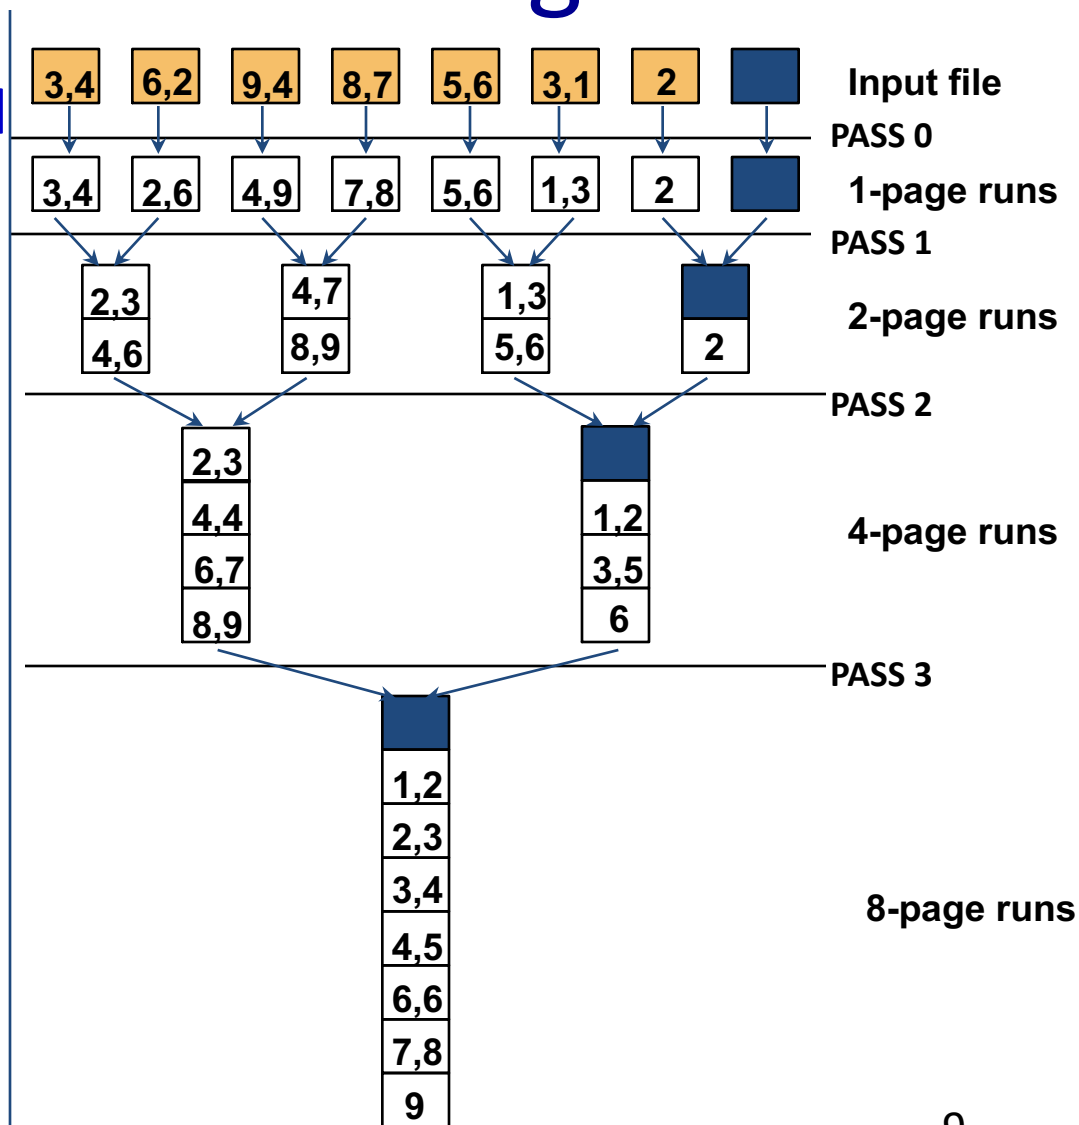 g
3,4 6,2 9,4 8,7 5,6 3,1 2 Input file
PASS 0
3,4 2,6 4,9 7,8 5,6 1,3 2 1-page runs
PASS 1
2,3 4,7 1,3
2-page runs
4,6 8,9 5,6 2
PASS 2
2,3
4,4 1,2 4-page runs
6,7 3,5
8,9 6
PASS 3
1,2
2,3
3,4
8-page runs
4,5
6,6
7,8
9